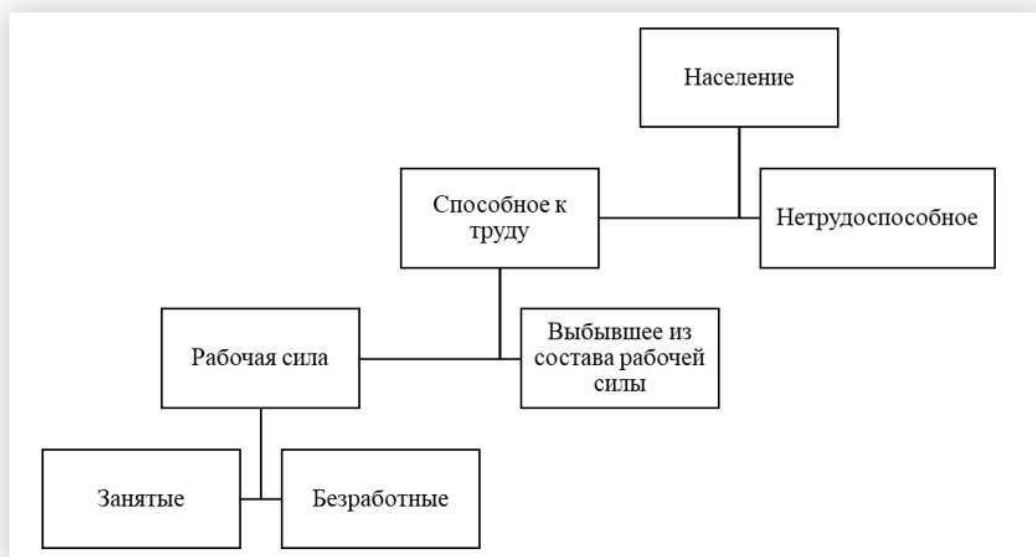 Население
Способное к
труду
Нетрудоспособное
Рабочая сила
Выбывшее из
состава рабочей
силы
Занятые
Безработные